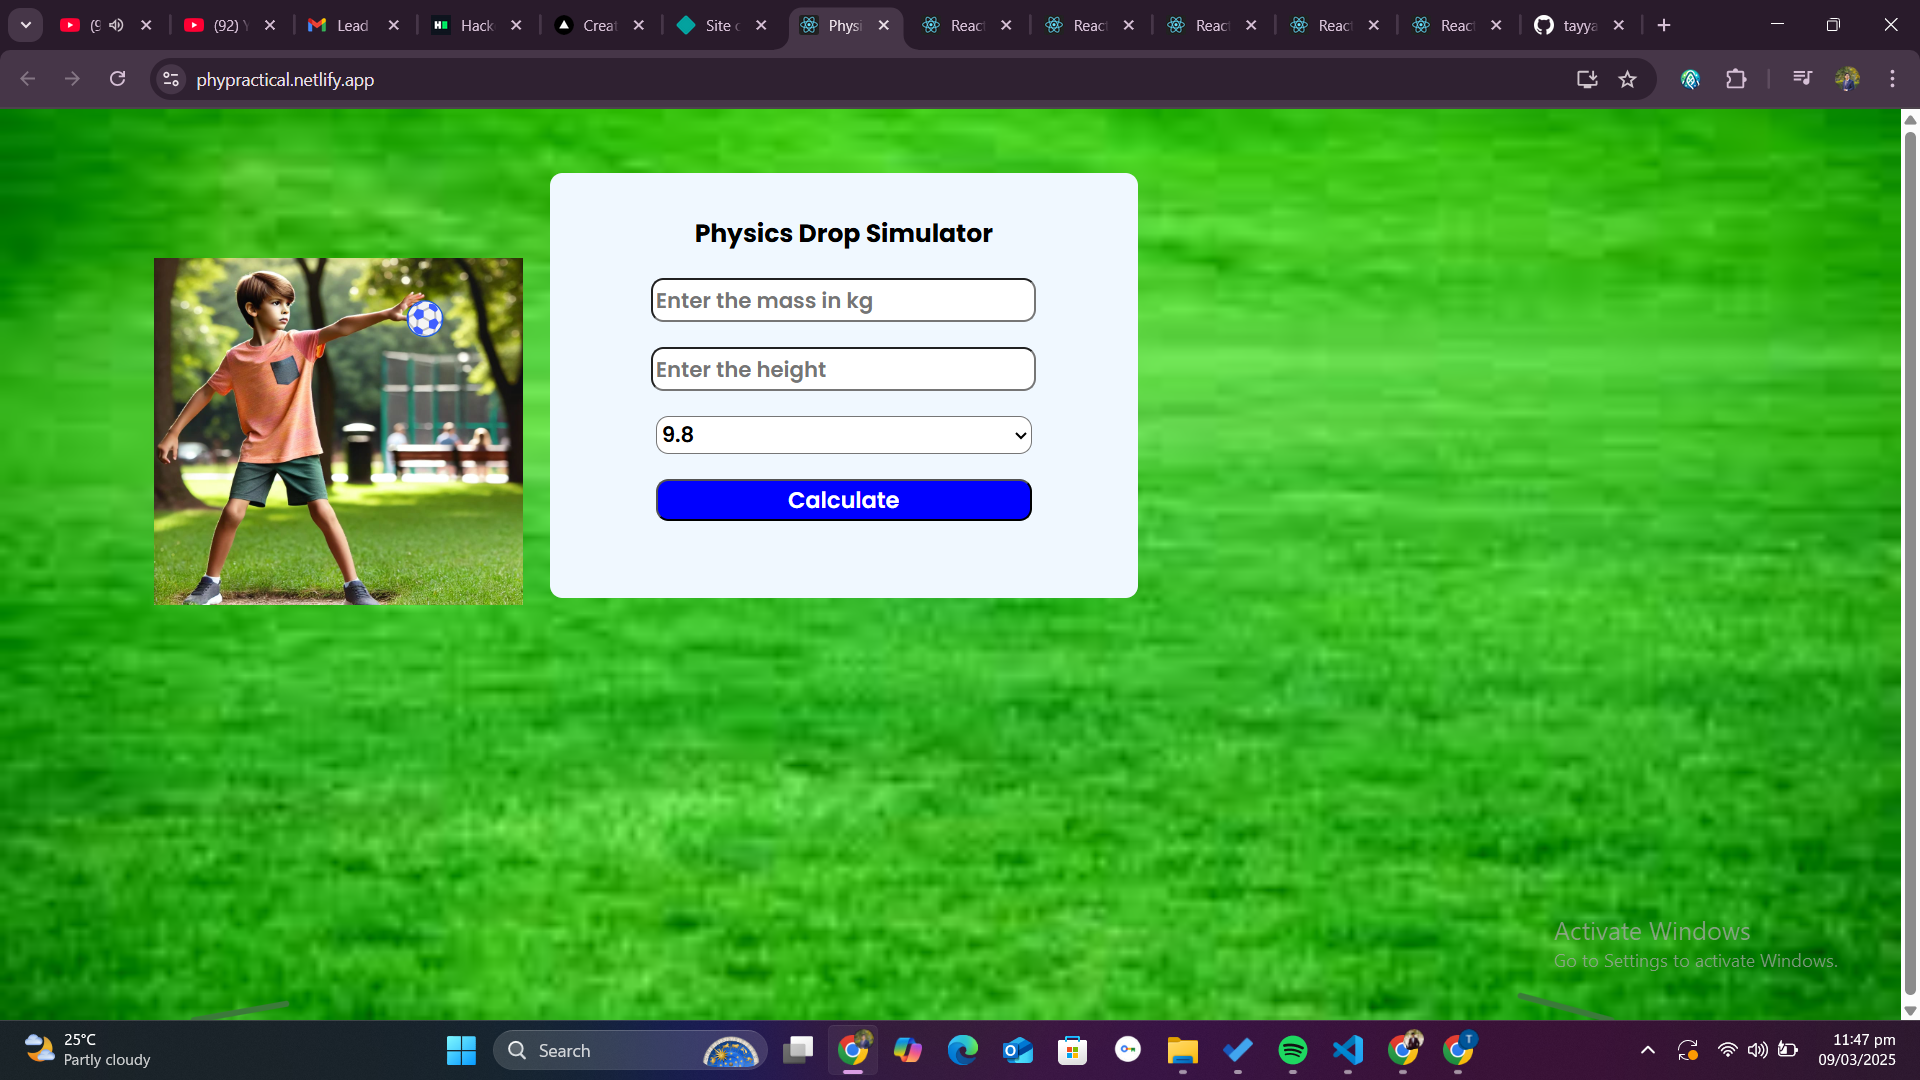 (9
(92) Y
Lead
Hack
Creat
Site o
Physi
React
React
React
React
React
tayya
phypractical.netlify.app
Physics Drop Simulator
Enter the mass in kg
Enter the height
9.8
Calculate
Activate Windows
Go to Settings to activate Windows.
25°C
Partly cloudy
Search
T
11:47 pm
09/03/2025